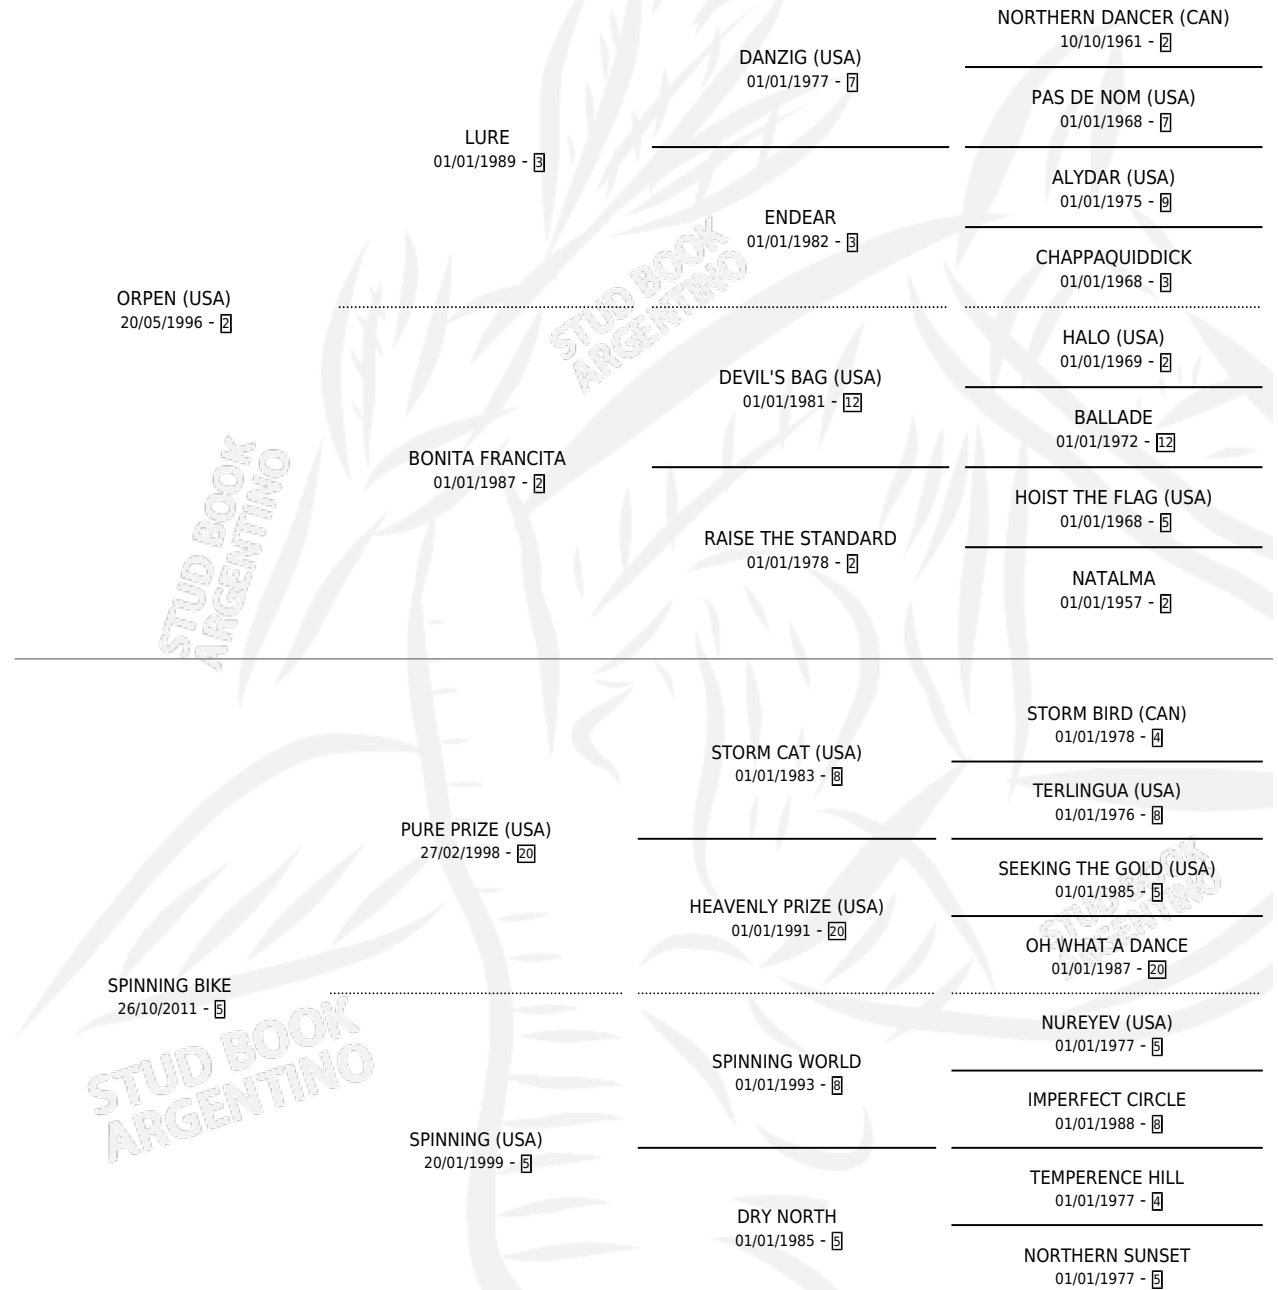 NORTHERN DANCER (CAN)
10/10/1961 - 2
DANZIG (USA)
01/01/1977 - 7
PAS DE NOM (USA)
01/01/1968 - 7
LURE
01/01/1989 - 3
ALYDAR (USA)
01/01/1975 - 9
ENDEAR
01/01/1982 - 3
CHAPPAQUIDDICK
01/01/1968 - 3
ORPEN (USA)
20/05/1996 - 2
HALO (USA)
01/01/1969 - 2
DEVIL'S BAG (USA)
01/01/1981 - 12
BALLADE
01/01/1972 - 12
BONITA FRANCITA
01/01/1987 - 2
HOIST THE FLAG (USA)
01/01/1968 - 5
RAISE THE STANDARD
01/01/1978 - 2
NATALMA
01/01/1957 - 2
STUD BOOK
ARGENTINO
STUD BOOK
ARGENTINO
STORM BIRD (CAN)
01/01/1978 - 4
STORM CAT (USA)
01/01/1983 - 8
TERLINGUA (USA)
01/01/1976 - 8
PURE PRIZE (USA)
27/02/1998 - 20
SEEKING THE GOLD (USA)
01/01/1985 - 5
HEAVENLY PRIZE (USA)
01/01/1991 - 20
OH WHAT A DANCE
01/01/1987 - 20
SPINNING BIKE
26/10/2011 - 5
NUREYEV (USA)
01/01/1977 - 5
SPINNING WORLD
01/01/1993 - 8
IMPERFECT CIRCLE
01/01/1988 - 8
SPINNING (USA)
20/01/1999 - 5
TEMPERENCE HILL
01/01/1977 - 4
DRY NORTH
01/01/1985 - 5
NORTHERN SUNSET
01/01/1977 - 5
STUD BOOK
ARGENTINO
STUD BOOK
ARGENTINO